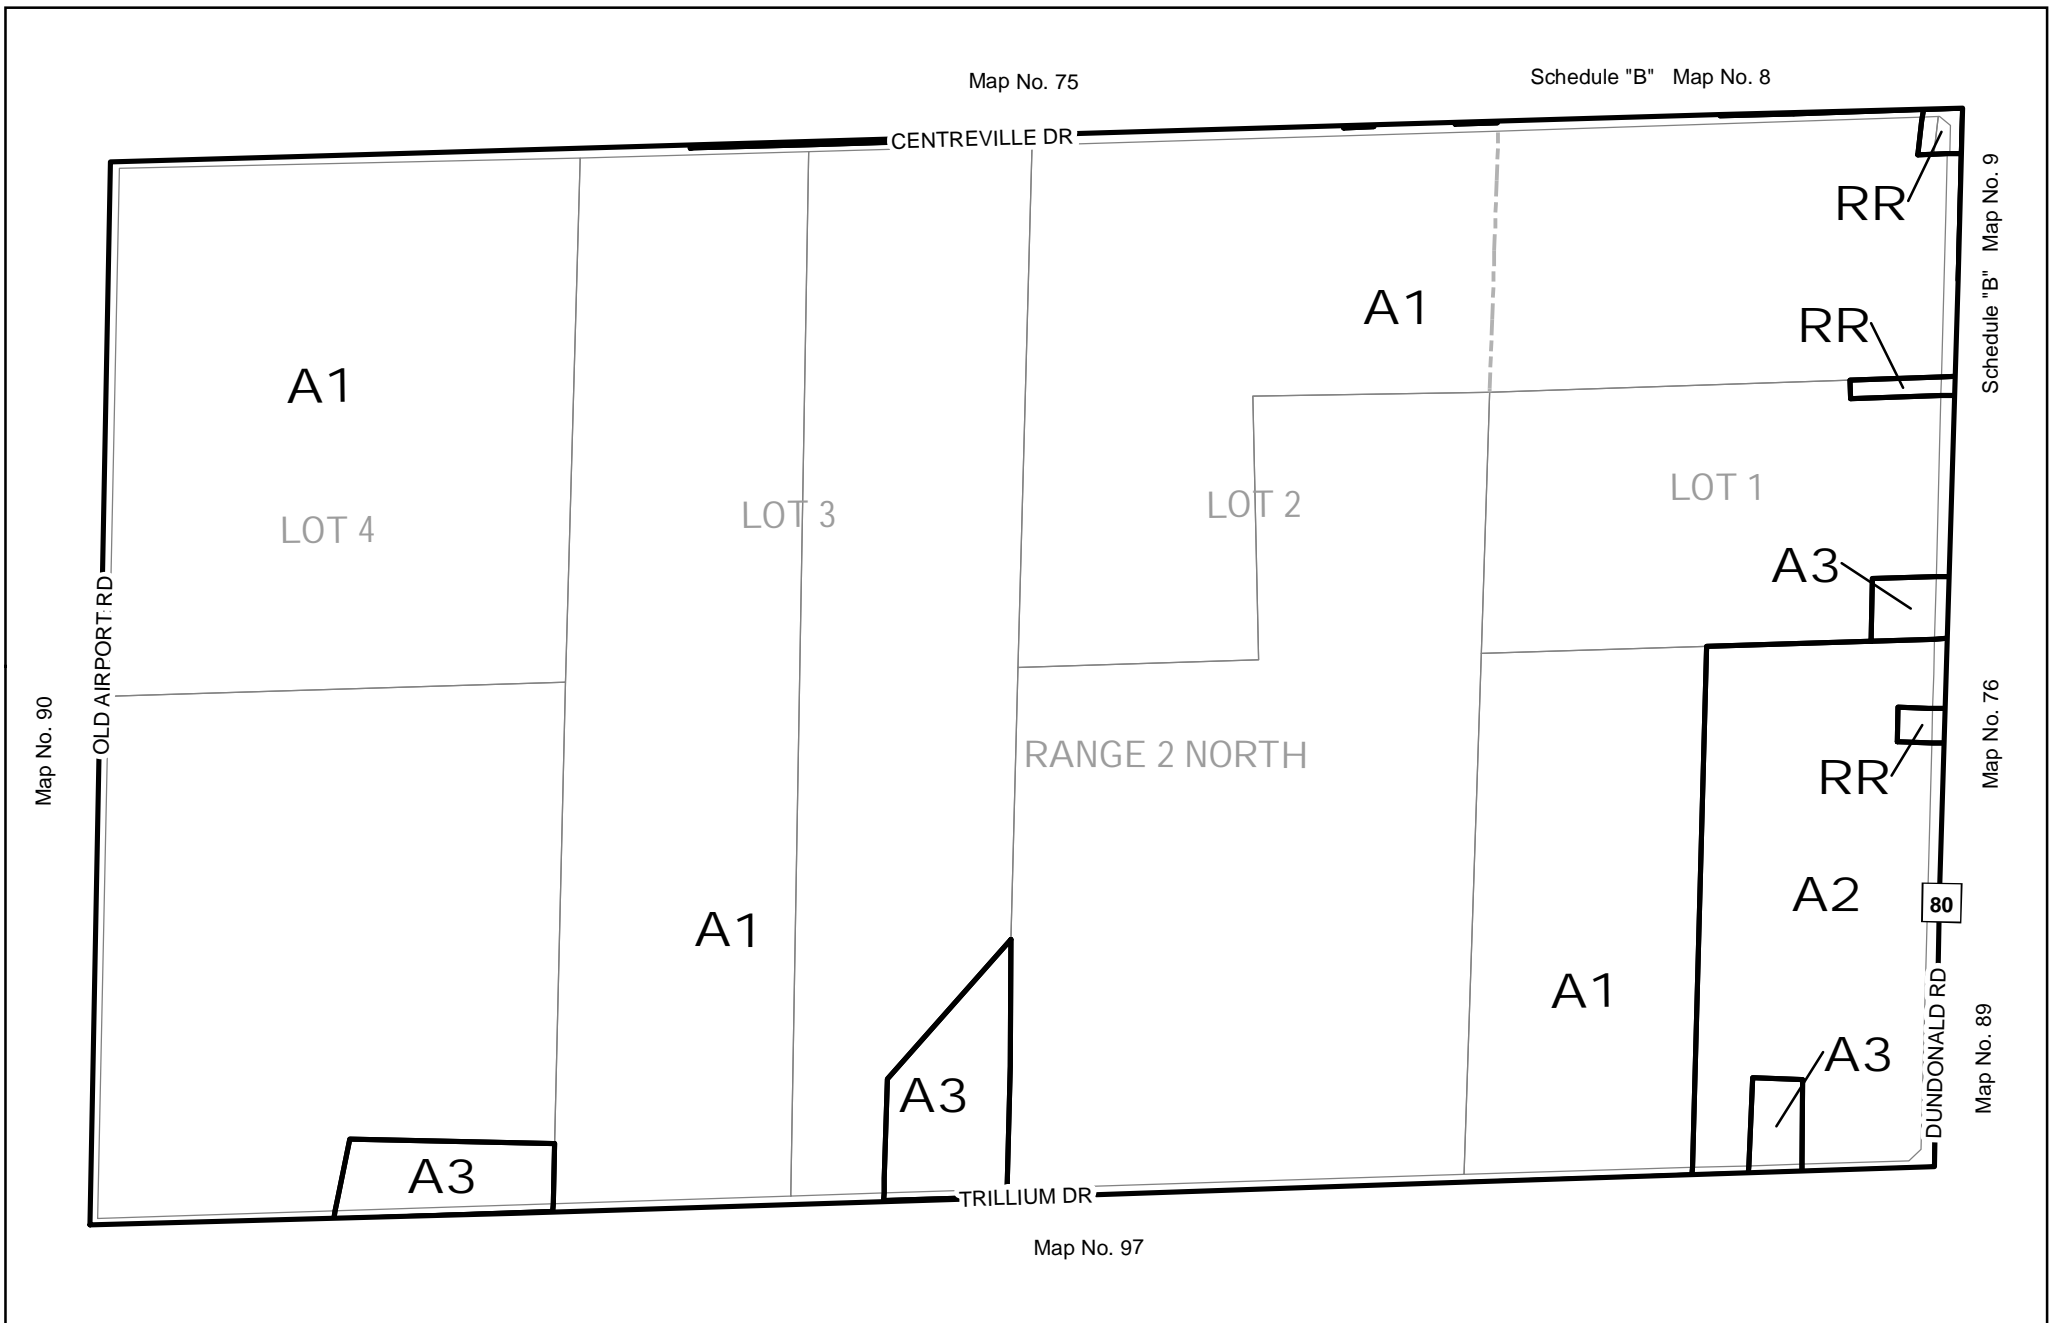 Map No. 75
Schedule "B" Map No. 8
CENTREVILLE DR
RR
Schedule "B" Map No. 9
A1
RR
A1
LOT 4
LOT 3
LOT 2
LOT 1
A3
OLD AIRPORT RD
Map No. 90
RANGE 2 NORTH
Map No. 76
RR
A2
80
A1
A1
DUNDONALD RD
Map No. 89
A3
A3
A3
TRILLIUM DR
Map No. 97